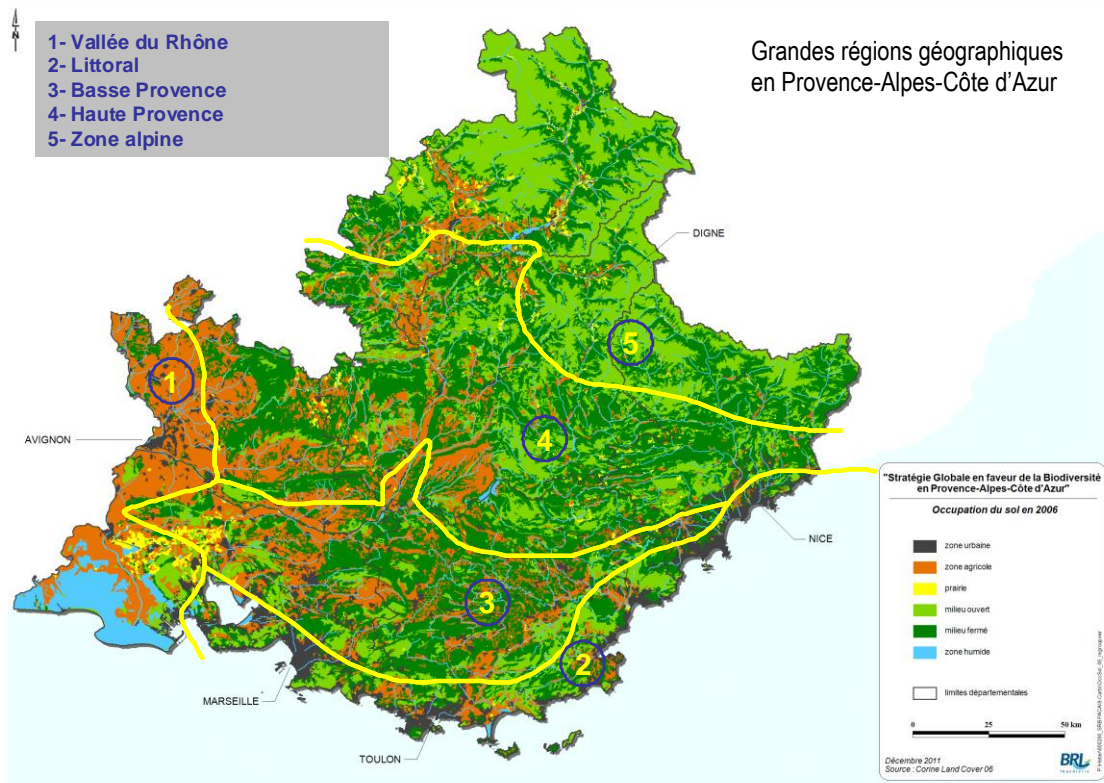 1- Vallée du Rhône
2- Littoral
3- Basse Provence
4- Haute Provence
5- Zone alpine
Grandes régions géographiques
en Provence-Alpes-Côte d'Azur
DIGNE
5
1
AVIGNON
4
NICE
3
2
MARSEILLE
TOULON
"Stratégie Globale en faveur de la Biodiversité
en Provence-Alpes-Côte d'Azur"
Occupation du sol en 2006
zone urbaine
zone agricole
prairie
milieu ouvert
milieu fermé
zone humide
limites départementales
0 25 50 km
Décembre 2011
Source : Corine Land Cover 06
BRL